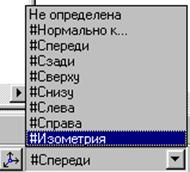 Не определена
#Нормально к...
#Спереди
#Сзади
#Сверху
#Снизу
#Слева
#Справа
#Изометрия
#Спереди